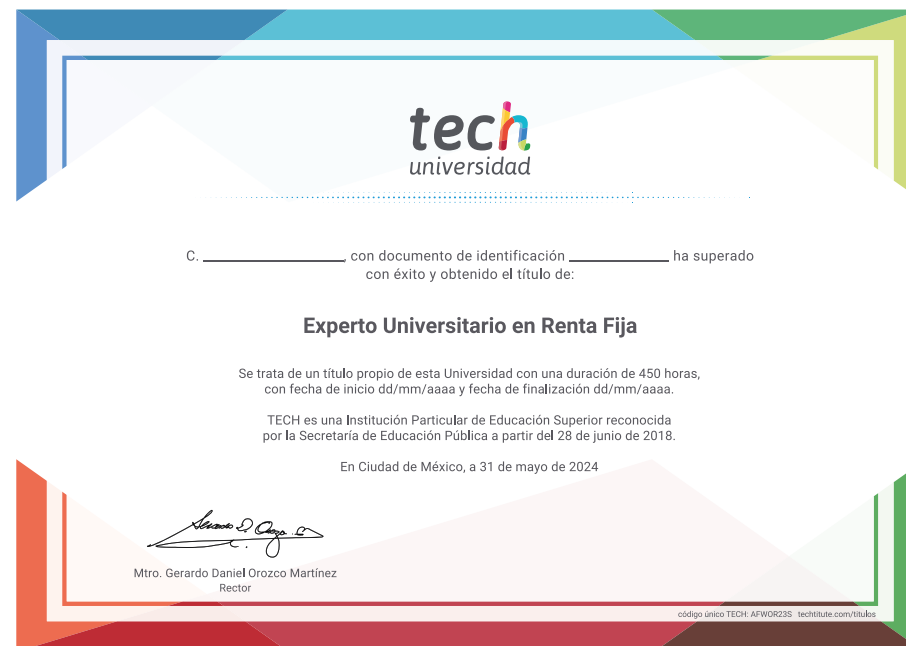 tech
universidad
C. ____________________, con documento de identificación ______________ ha superado
con éxito y obtenido el título de:
Experto Universitario en Renta Fija
Se trata de un título propio de esta Universidad con una duración de 450 horas,
con fecha de inicio dd/mm/aaaa y fecha de finalización dd/mm/aaaa.
TECH es una Institución Particular de Educación Superior reconocida
por la Secretaría de Educación Pública a partir del 28 de junio de 2018.
En Ciudad de México, a 31 de mayo de 2024
Mtro. Gerardo Daniel Orozco Martínez
Rector
código único TECH: AFWOR23S techtitute.com/titulos